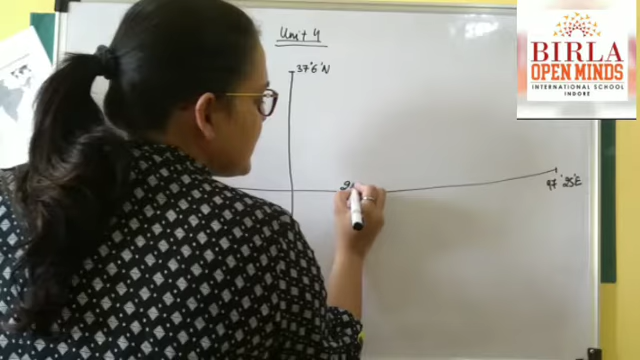 Unit 4
37°6'N
BIRLA
OPEN MINDS
INTERNATIONAL SCHOOL
INDORE
97°25'E